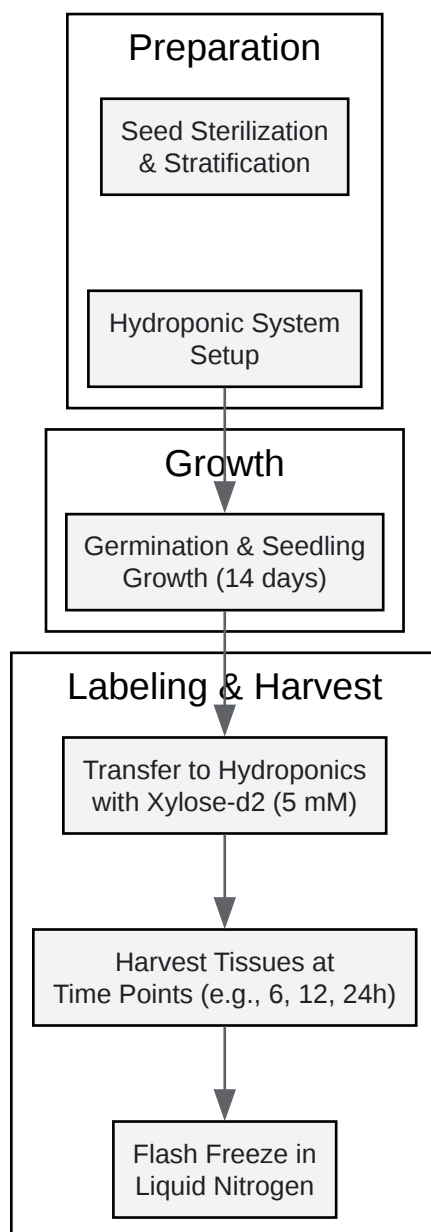 Preparation
Seed Sterilization
& Stratification
Hydroponic System
Setup
Growth
Germination & Seedling
Growth (14 days)
Labeling & Harvest
Transfer to Hydroponics
with Xylose-d2 (5 mM)
Harvest Tissues at
Time Points (e.g., 6, 12, 24h)
Flash Freeze in
Liquid Nitrogen